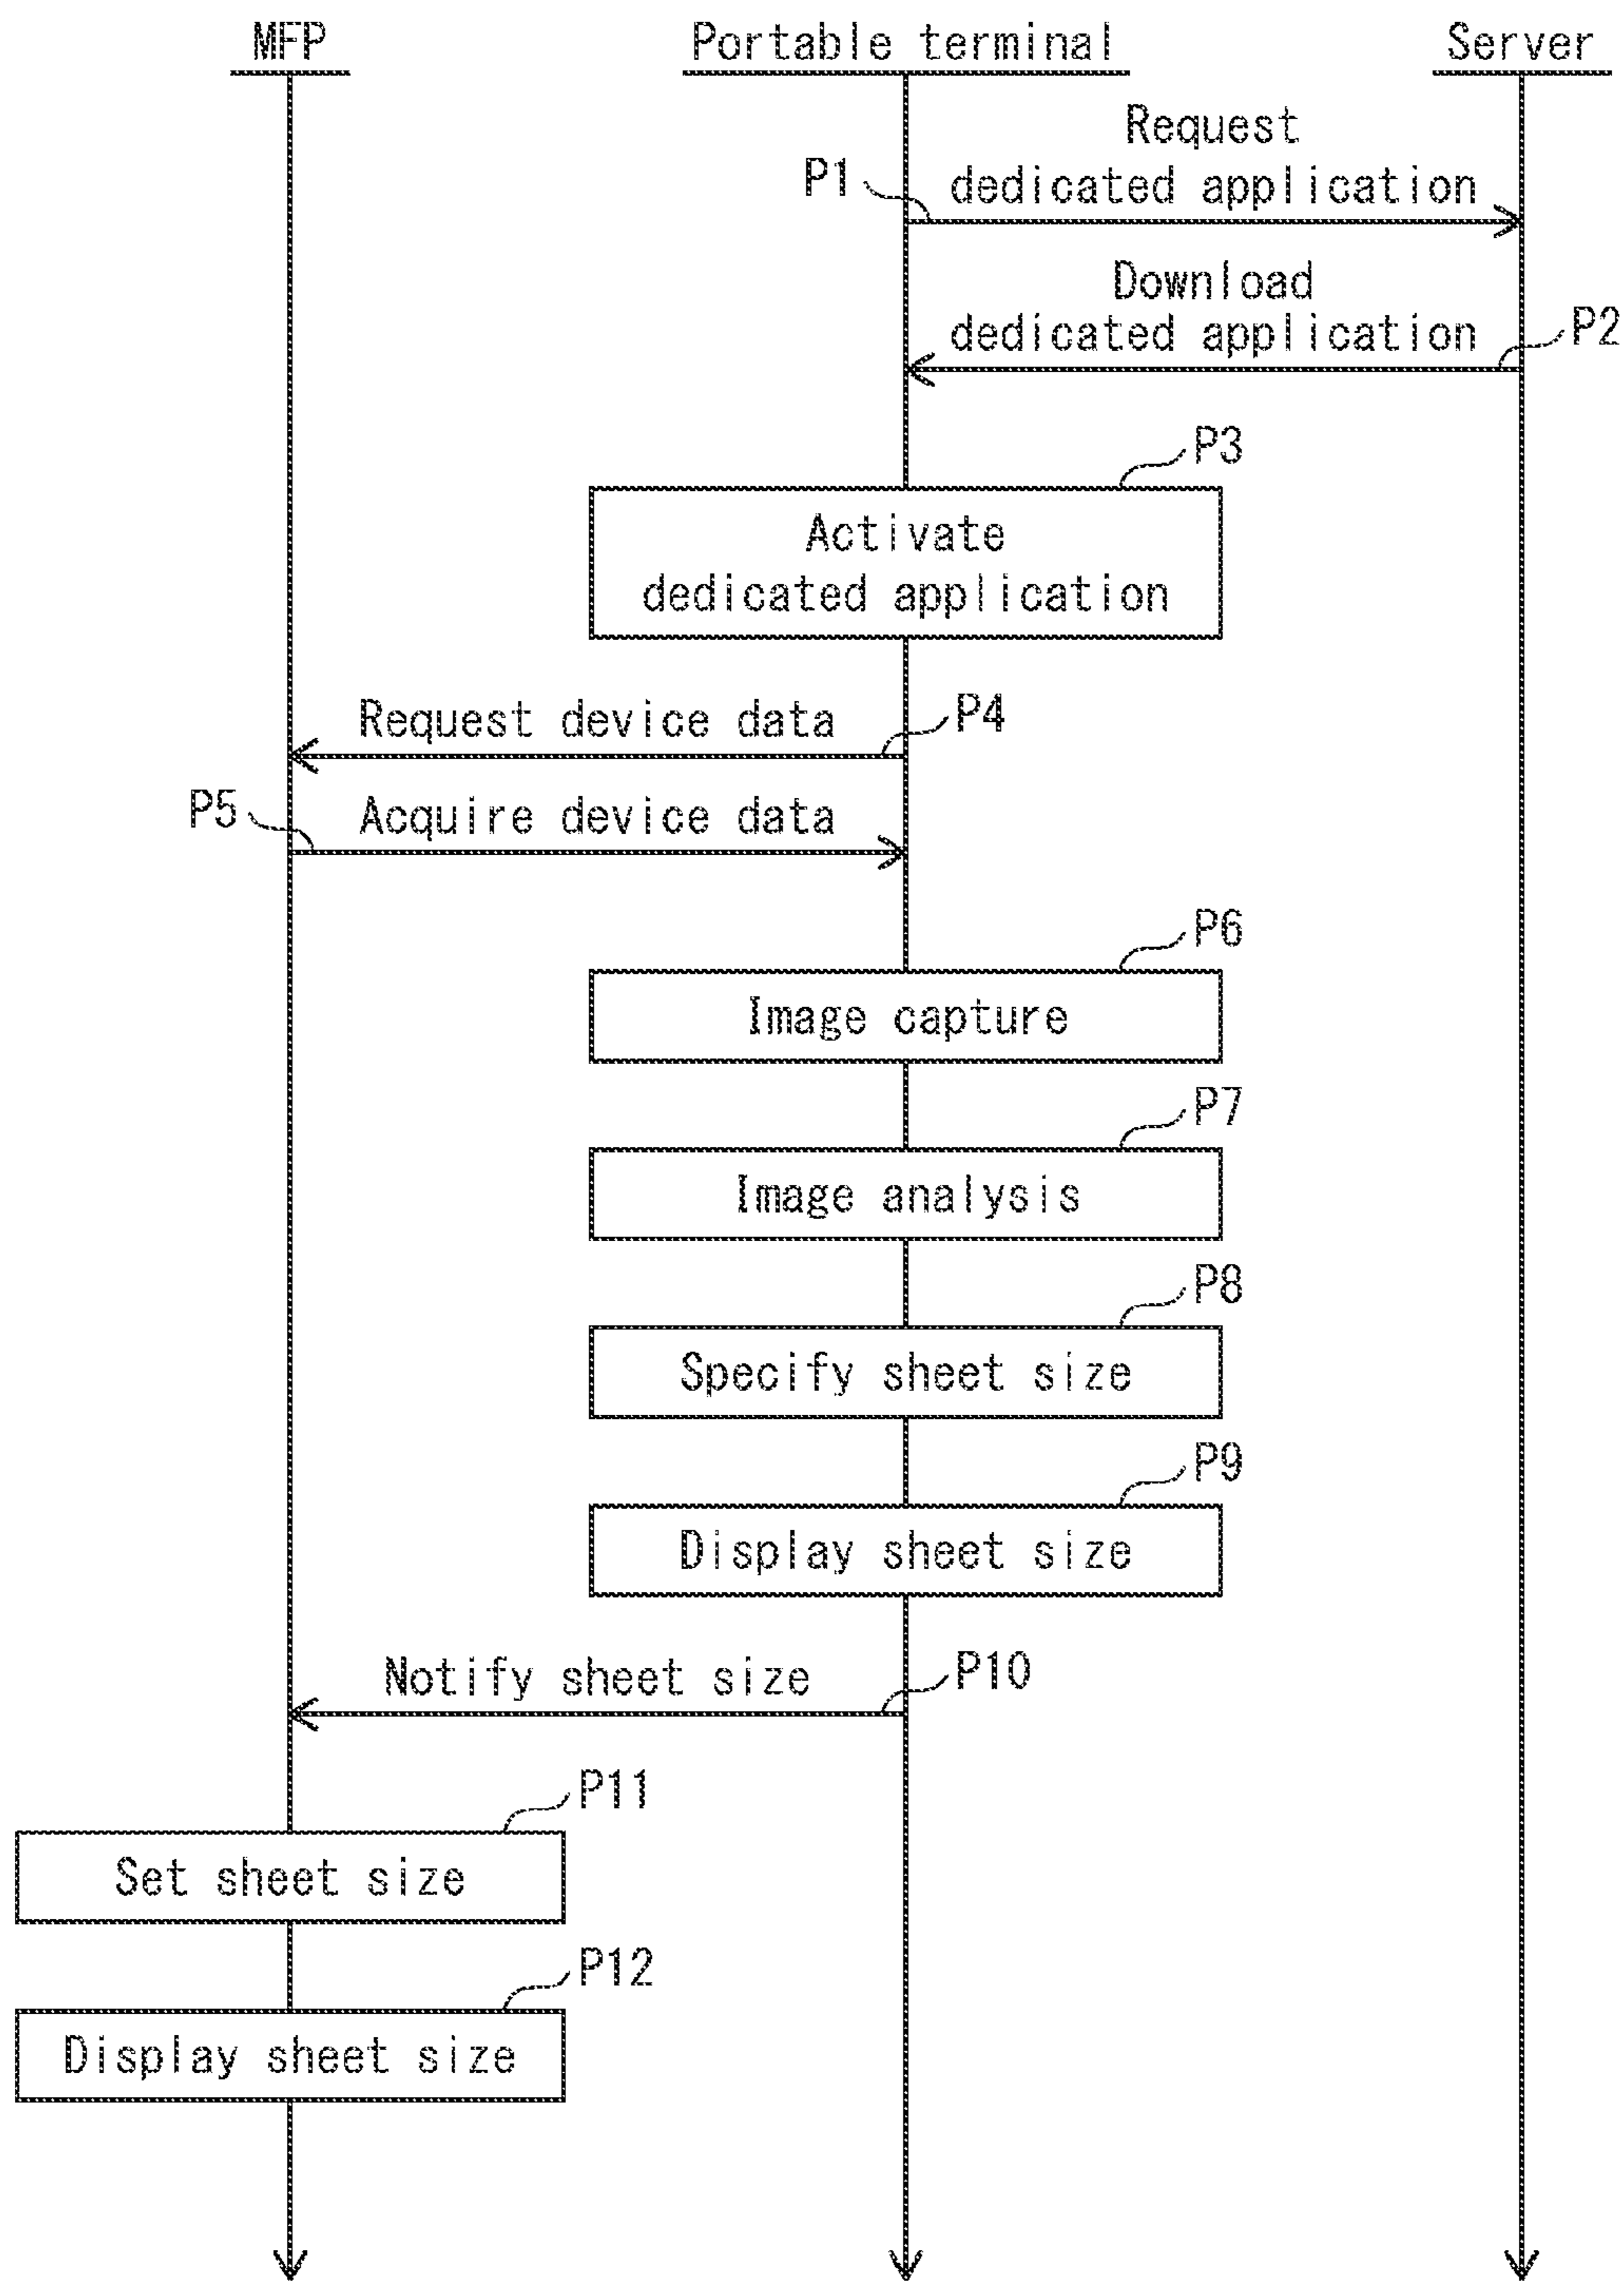 MFP
Portable terminal
Server
Request
P1
dedicated application
Download
dedicated application
P2
P3
Activate
dedicated application
Request device data
P4
P5
Acquire device data
P6
Image capture
P7
Image analysis
P8
Specify sheet size
P9
Display sheet size
Notify sheet size
P10
P11
Set sheet size
P12
Display sheet size